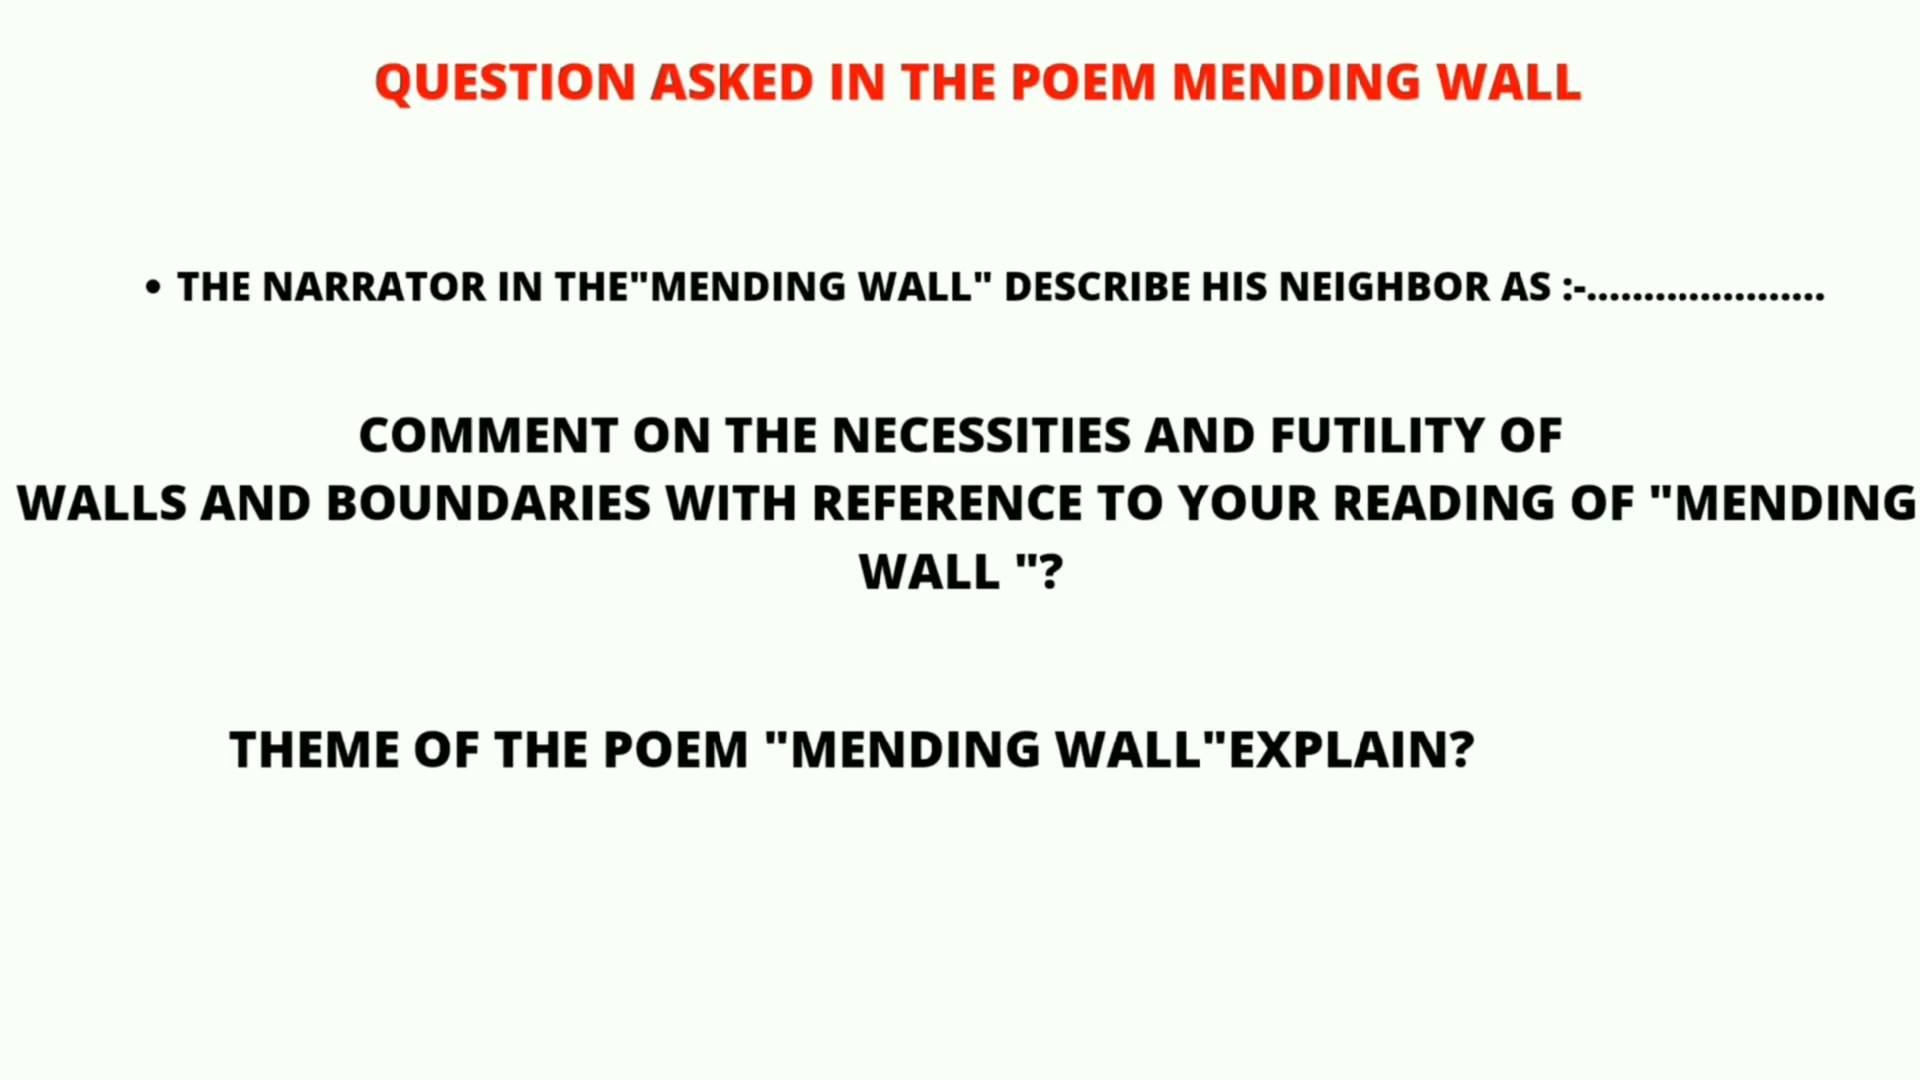 QUESTION ASKED IN THE POEM MENDING WALL
• THE NARRATOR IN THE"MENDING WALL" DESCRIBE HIS NEIGHBOR AS :-.....................
COMMENT ON THE NECESSITIES AND FUTILITY OF
WALLS AND BOUNDARIES WITH REFERENCE TO YOUR READING OF "MENDING
WALL "?
THEME OF THE POEM "MENDING WALL"EXPLAIN?